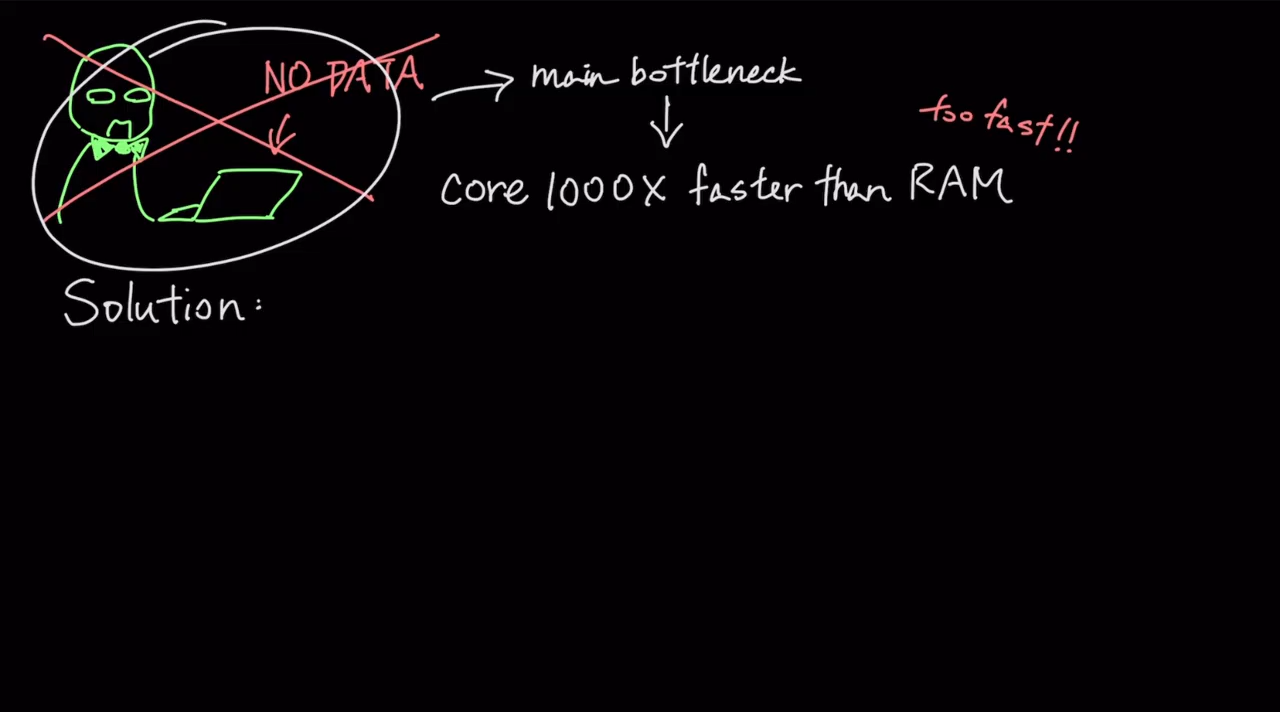 NO DATA
main bottleneck
too fast!!
core 1000X faster than RAM
Solution: